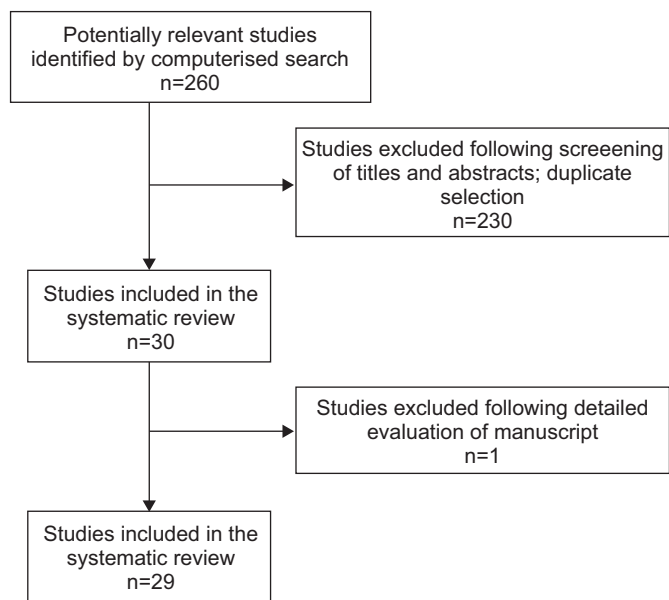 Potentially relevant studies
identified by computerised search
n=260
Studies excluded following screeening
of titles and abstracts; duplicate
selection
n=230
Studies included in the
systematic review
n=30
Studies excluded following detailed
evaluation of manuscript
n=1
Studies included in the
systematic review
n=29